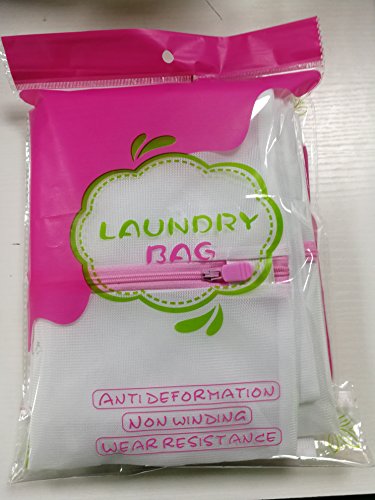 LAUNDRY
BAG
ANTI DEFORMATION
NON WINDING
WEAR RESISTANCE